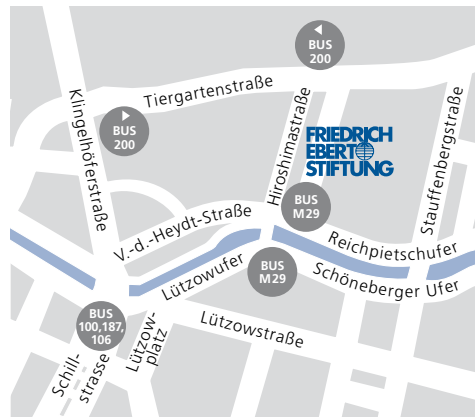 ◀
BUS
200
Tiergartenstraße
▶
BUS
200
Klingelhöferstraße
Hiroshimastraße
FRIEDRICH
EBERT
STIFTUNG
Stauffenbergstraße
V.-d.-Heydt-Straße
BUS
M29
Reichpietschufer
BUS
M29
Schöneberger Ufer
Lützowufer
BUS
100,187,
106
Lützow-
platz
Lützowstraße
Schill-
strasse